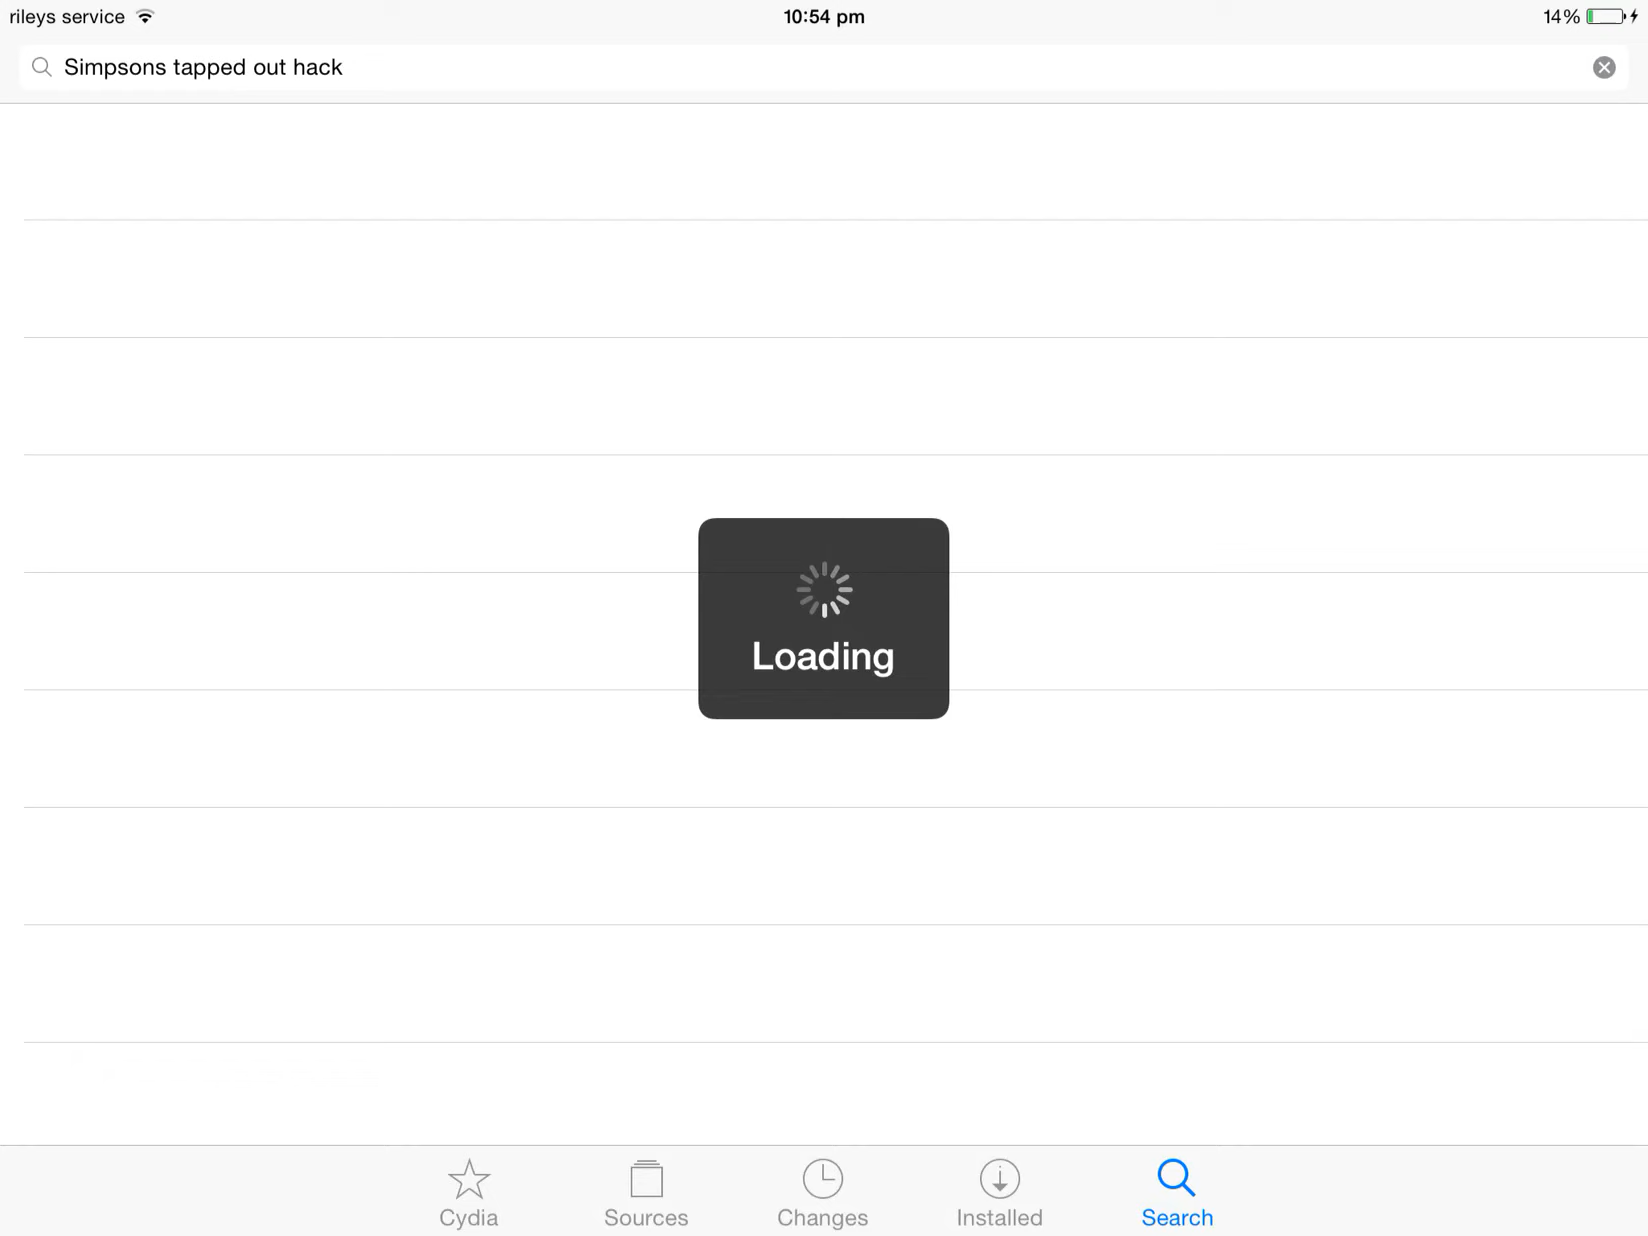 rileys service
10:54 pm
14%
Simpsons tapped out hack
Loading
Cydia
Sources
Changes
Installed
Search